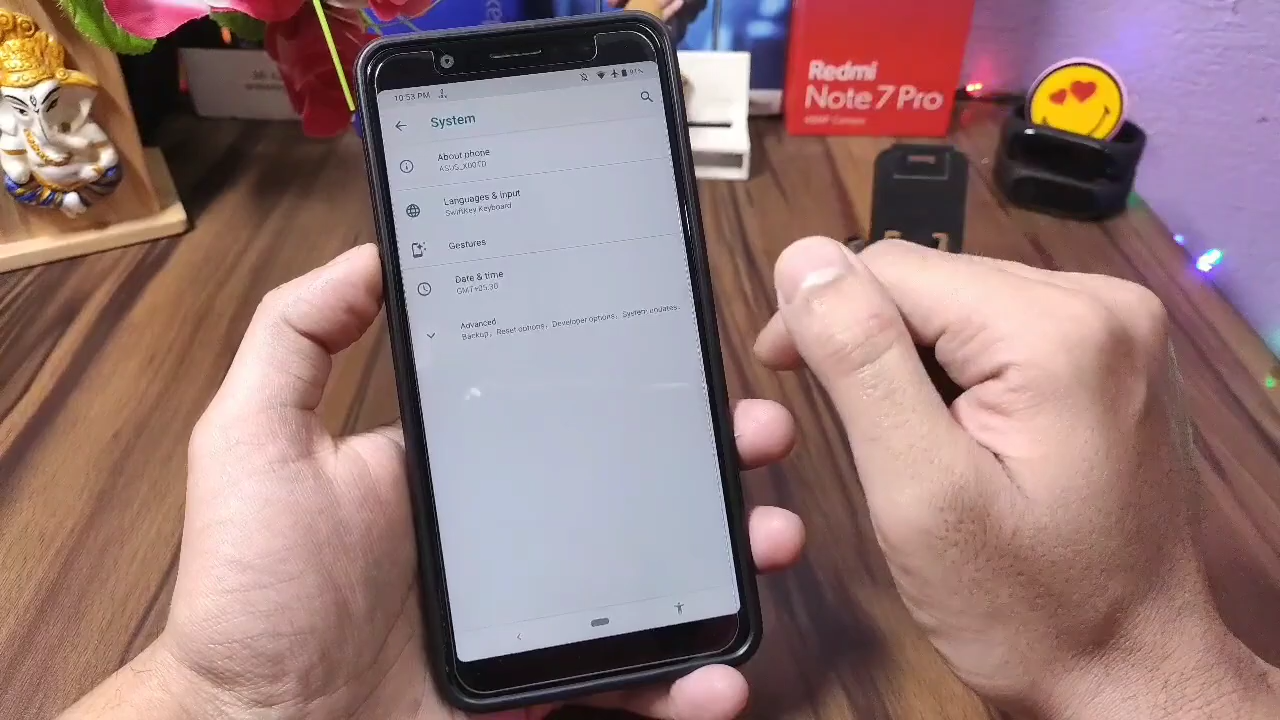 Redmi
Note 7 Pro
10:53 PM
System
About phone
Languages & input
SwiftKey Keyboard
Gestures
Date & time
GMT+05:30
Advanced
Backup, Reset options, Developer options, System updates